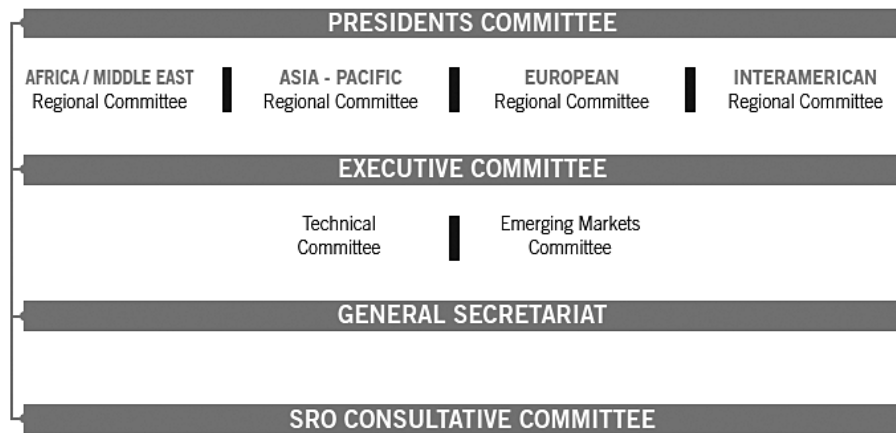 PRESIDENTS COMMITTEE
AFRICA / MIDDLE EAST
Regional Committee
ASIA - PACIFIC
Regional Committee
EUROPEAN
Regional Committee
INTERAMERICAN
Regional Committee
EXECUTIVE COMMITTEE
Technical
Committee
Emerging Markets
Committee
GENERAL SECRETARIAT
SRO CONSULTATIVE COMMITTEE